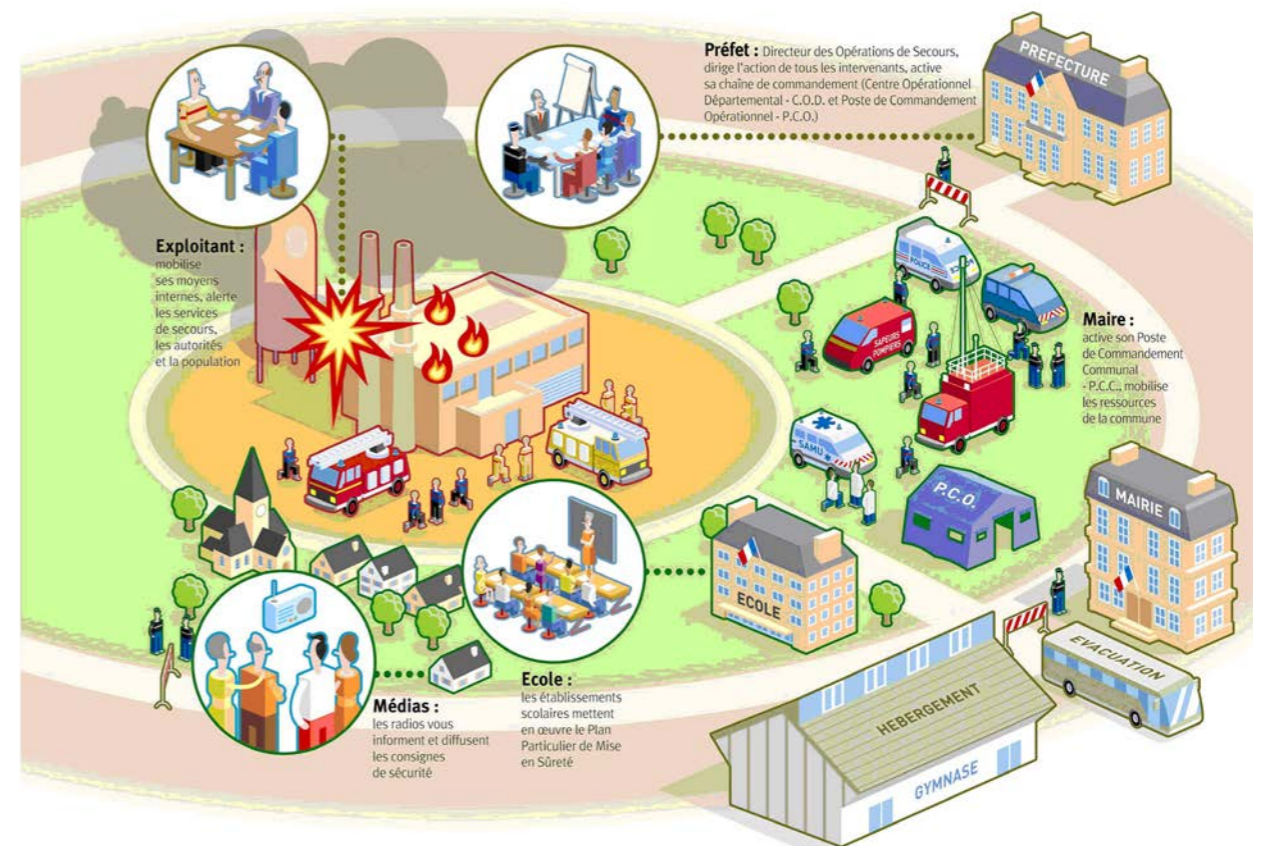 Préfet : Directeur des Opérations de Secours,
dirige l'action de tous les intervenants, active
sa chaîne de commandement (Centre Opérationnel
Départemental - C.O.D. et Poste de Commandement
Opérationnel - P.C.O.)
PREFECTURE
Exploitant :
mobilise
ses moyens
internes, alerte
les services
de secours,
les autorités
et la population
POLICE
SAPEURS
POMPIERS
Maire :
active son Poste
de Commandement
Communal
- P.C.C., mobilise
les ressources
de la commune
SAMU
P.C.O.
MAIRIE
ECOLE
EVACUATION
HEBERGEMENT
GYMNASE
Médias :
les radios vous
informent et diffusent
les consignes
de sécurité
Ecole :
les établissements
scolaires mettent
en œuvre le Plan
Particulier de Mise
en Sûreté